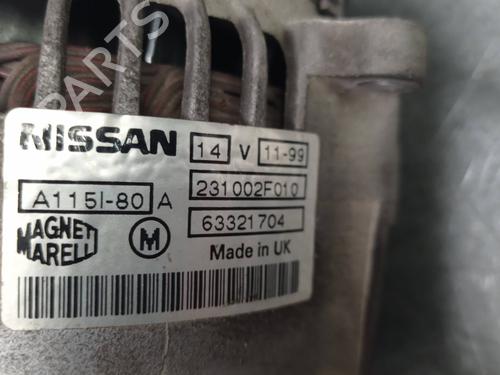 NISSAN 14 V 11-99
A115I-80 A 231002F010
MAGNETI MARELLI M 63321704
Made in UK